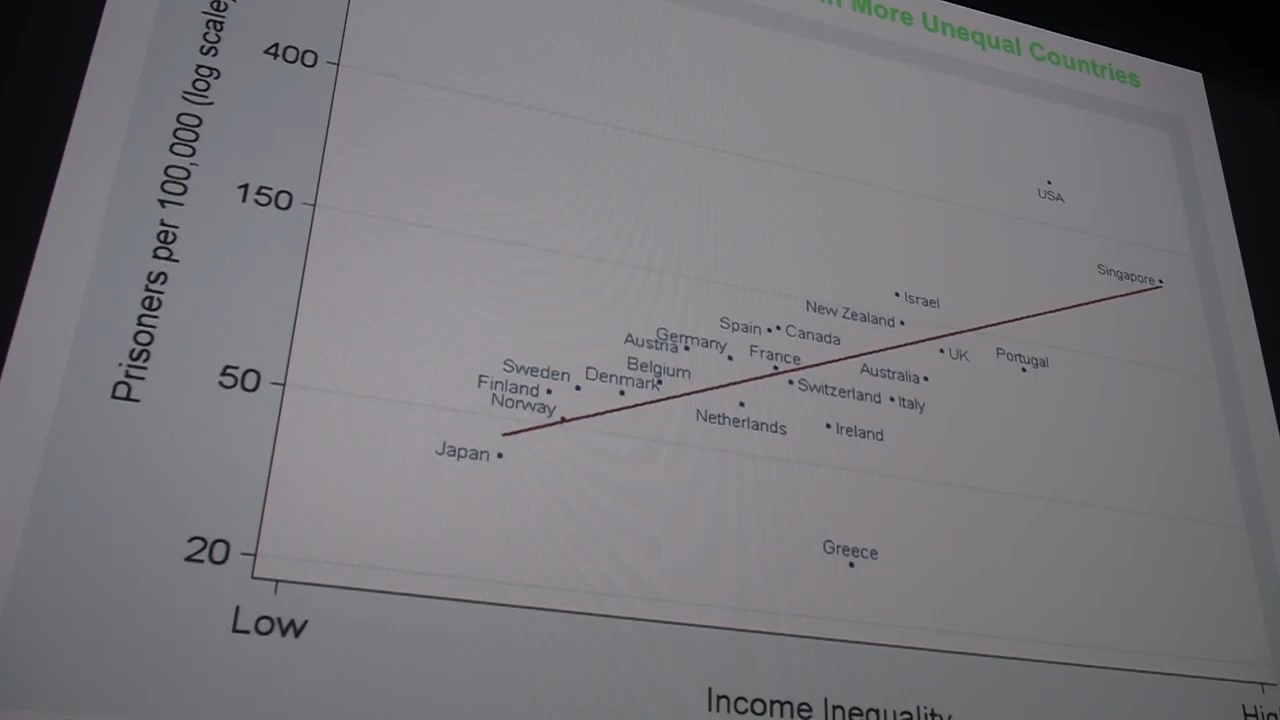 More Unequal Countries
Prisoners per 100,000 (log scale
400
150
50
20
USA
Singapore
Israel
New Zealand
Spain
Canada
Germany
Austria
France
UK
Portugal
Belgium
Australia
Sweden
Denmark
Switzerland
Italy
Finland
Norway
Netherlands
Ireland
Japan
Greece
Low
Income Inequality